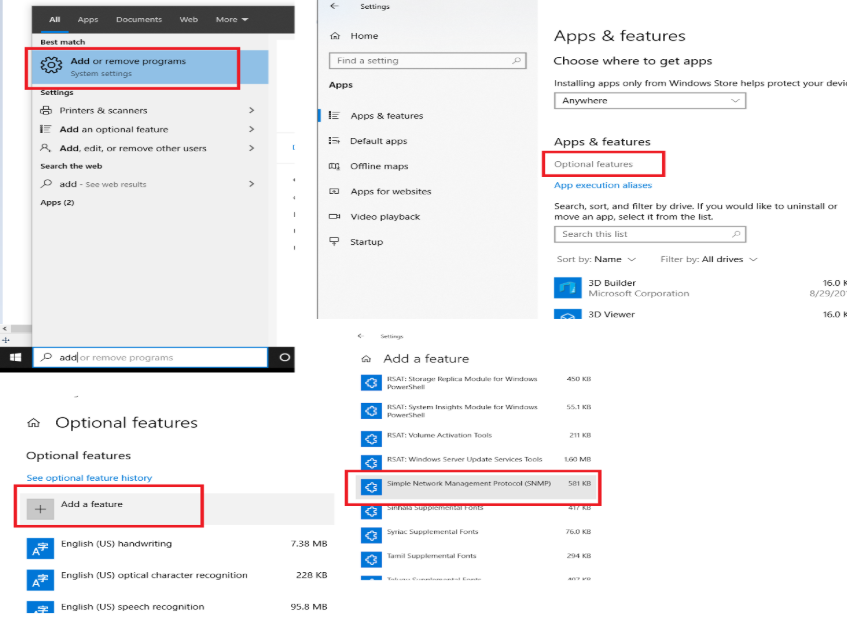 All Apps Documents Web More
Best match
Add or remove programs
System settings
Settings
Printers & scanners
Add an optional feature
Add, edit, or remove other users
Search the web
add - See web results
Apps (2)
add or remove programs
Settings
Home
Find a setting
Apps
Apps & features
Default apps
Offline maps
Apps for websites
Video playback
Startup
Apps & features
Choose where to get apps
Installing apps only from Windows Store helps protect your
Anywhere
Apps & features
Optional features
App execution aliases
Search, sort, and filter by drive. If you would like to uninstall or
move an app, select it from the list.
Search this list
Sort by: Name Filter by: All drives
3D Builder 16.0
Microsoft Corporation 8/29/20
3D Viewer 16.0
Optional features
Optional features
See optional feature history
Add a feature
English (US) handwriting 7.38 MB
English (US) optical character recognition 228 KB
English (US) speech recognition 95.8 MB
Settings
Add a feature
RSAT: Storage Replica Module for Windows 450 KB
PowerShell
RSAT: System Insights Module for Windows 55.1 KB
PowerShell
RSAT: Volume Activation Tools 211 KB
RSAT: Windows Server Update Services Tools 1.60 MB
Simple Network Management Protocol (SNMP) 581 KB
Sinhala Supplemental Fonts 417 KB
Syriac Supplemental Fonts 76.0 KB
Tamil Supplemental Fonts 294 KB
Telugu Supplemental Fonts